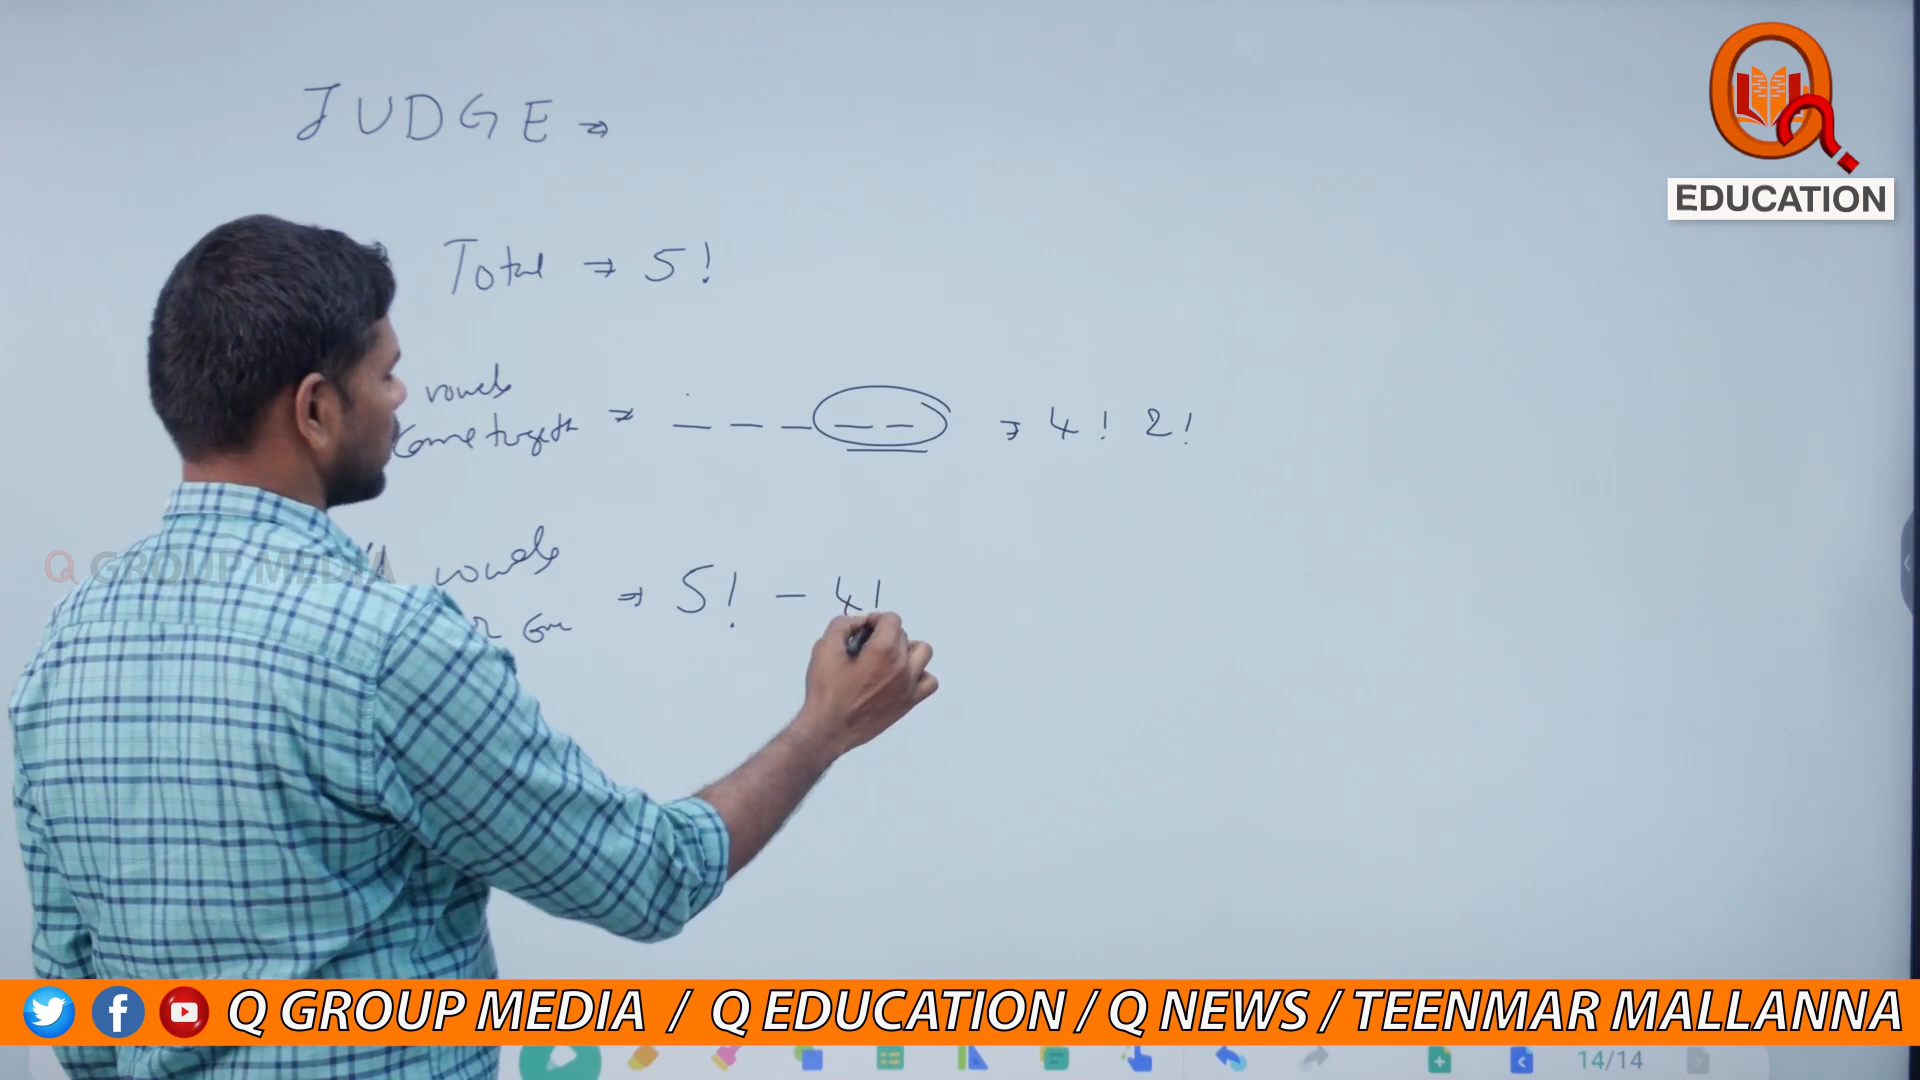 JUDGE ⇒
Total ⇒ 5!
vowels
come togeth ⇒ _ _ _ _ _ ⇒ 4! 2!
vowels
⇒ 5! - 4!
Q EDUCATION
Q GROUP MEDIA
Q GROUP MEDIA / Q EDUCATION / Q NEWS / TEENMAR MALLANNA
14/14